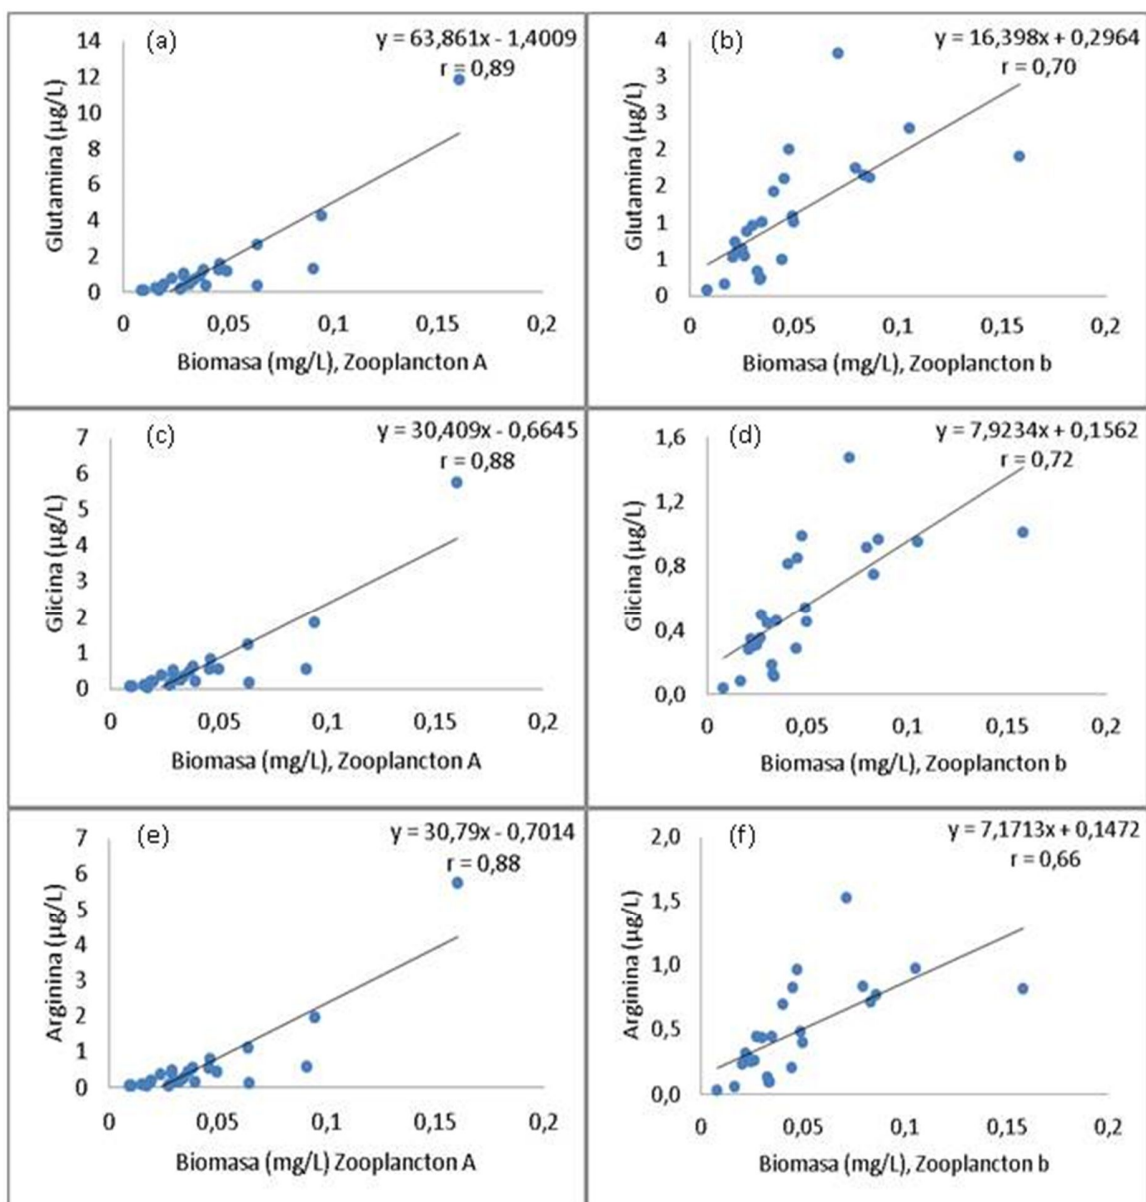 (a)
y = 63,861x - 1,4009
r = 0,89
Glutamina (µg/L)
14
12
10
8
6
4
2
0
0 0,05 0,1 0,15 0,2
Biomasa (mg/L), Zooplancton A
(b)
y = 16,398x + 0,2964
r = 0,70
Glutamina (µg/L)
4
3
3
2
2
1
1
0
0 0,05 0,1 0,15 0,2
Biomasa (mg/L), Zooplancton b
(c)
y = 30,409x - 0,6645
r = 0,88
Glicina (µg/L)
7
6
5
4
3
2
1
0
0 0,05 0,1 0,15 0,2
Biomasa (mg/L), Zooplancton A
(d)
y = 7,9234x + 0,1562
r = 0,72
Glicina (µg/L)
1,6
1,2
0,8
0,4
0,0
0 0,05 0,1 0,15 0,2
Biomasa (mg/L), Zooplancton b
(e)
y = 30,79x - 0,7014
r = 0,88
Arginina (µg/L)
7
6
5
4
3
2
1
0
0 0,05 0,1 0,15 0,2
Biomasa (mg/L) Zooplancton A
(f)
y = 7,1713x + 0,1472
r = 0,66
Arginina (µg/L)
2,0
1,5
1,0
0,5
0,0
0 0,05 0,1 0,15 0,2
Biomasa (mg/L), Zooplancton b